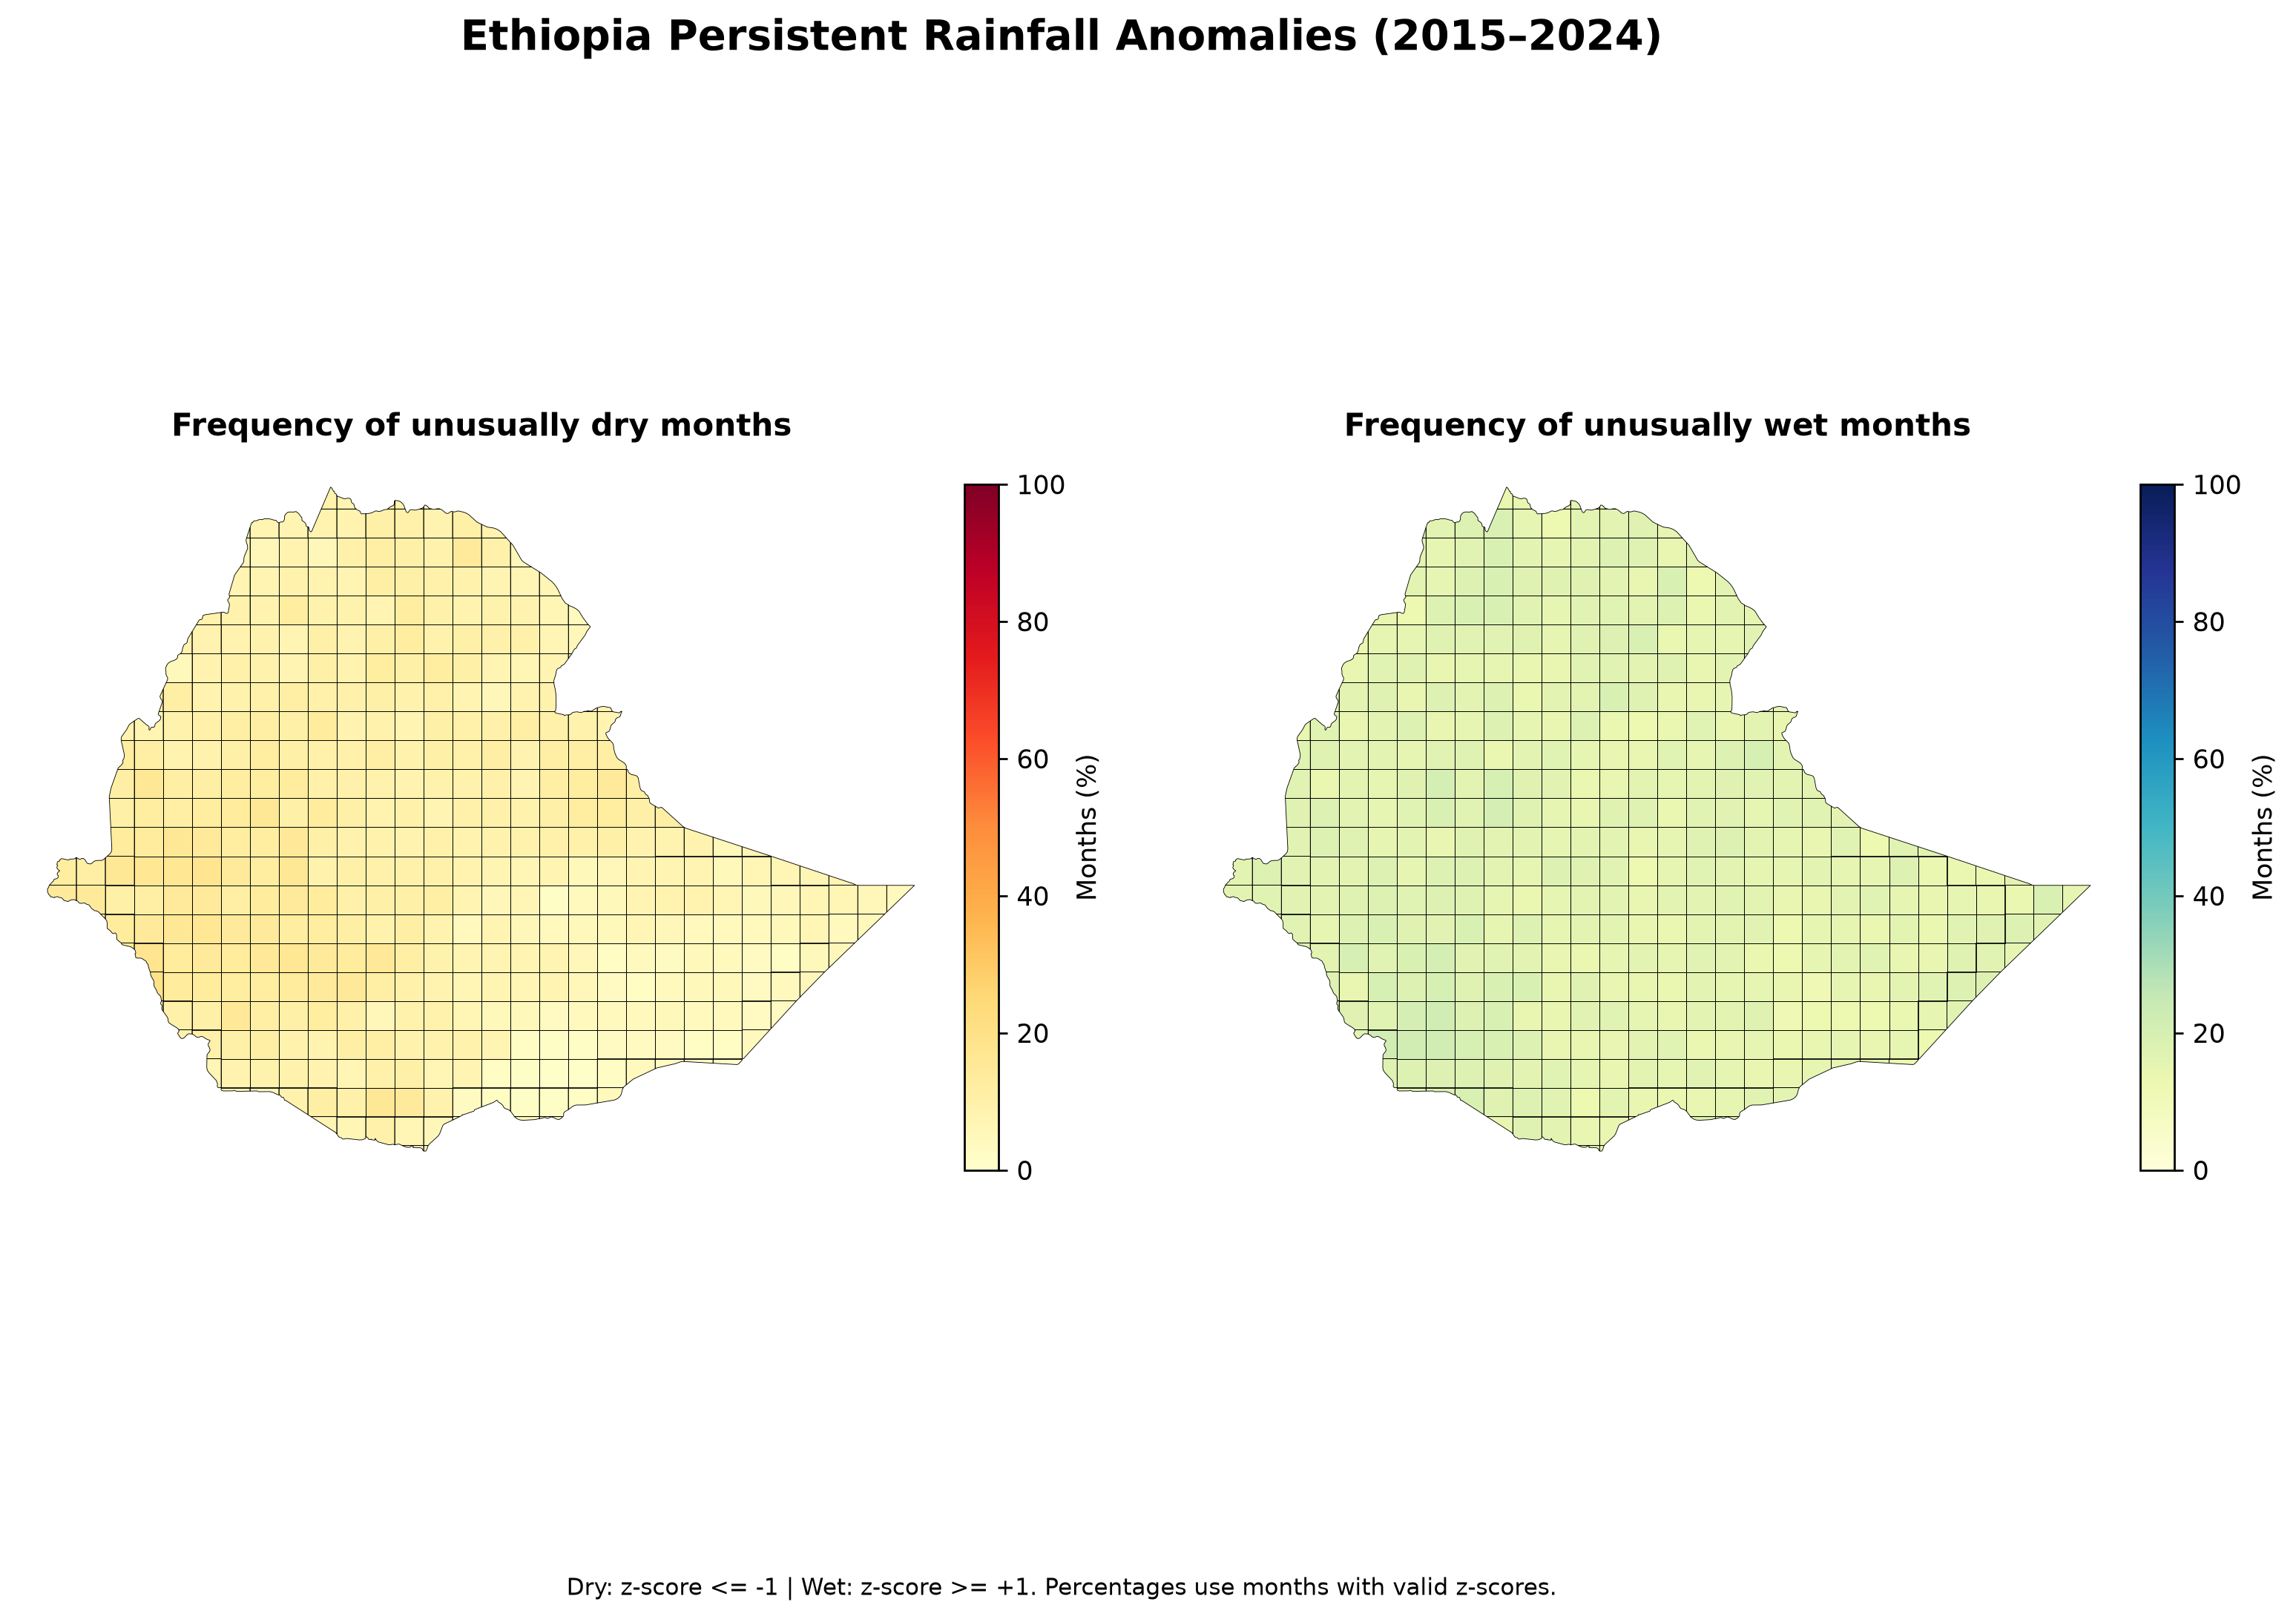 Ethiopia Persistent Rainfall Anomalies (2015–2024)
Frequency of unusually dry months
100
80
60
40
20
0
Months (%)
Frequency of unusually wet months
100
80
60
40
20
0
Months (%)
Dry: z-score <= -1 | Wet: z-score >= +1. Percentages use months with valid z-scores.